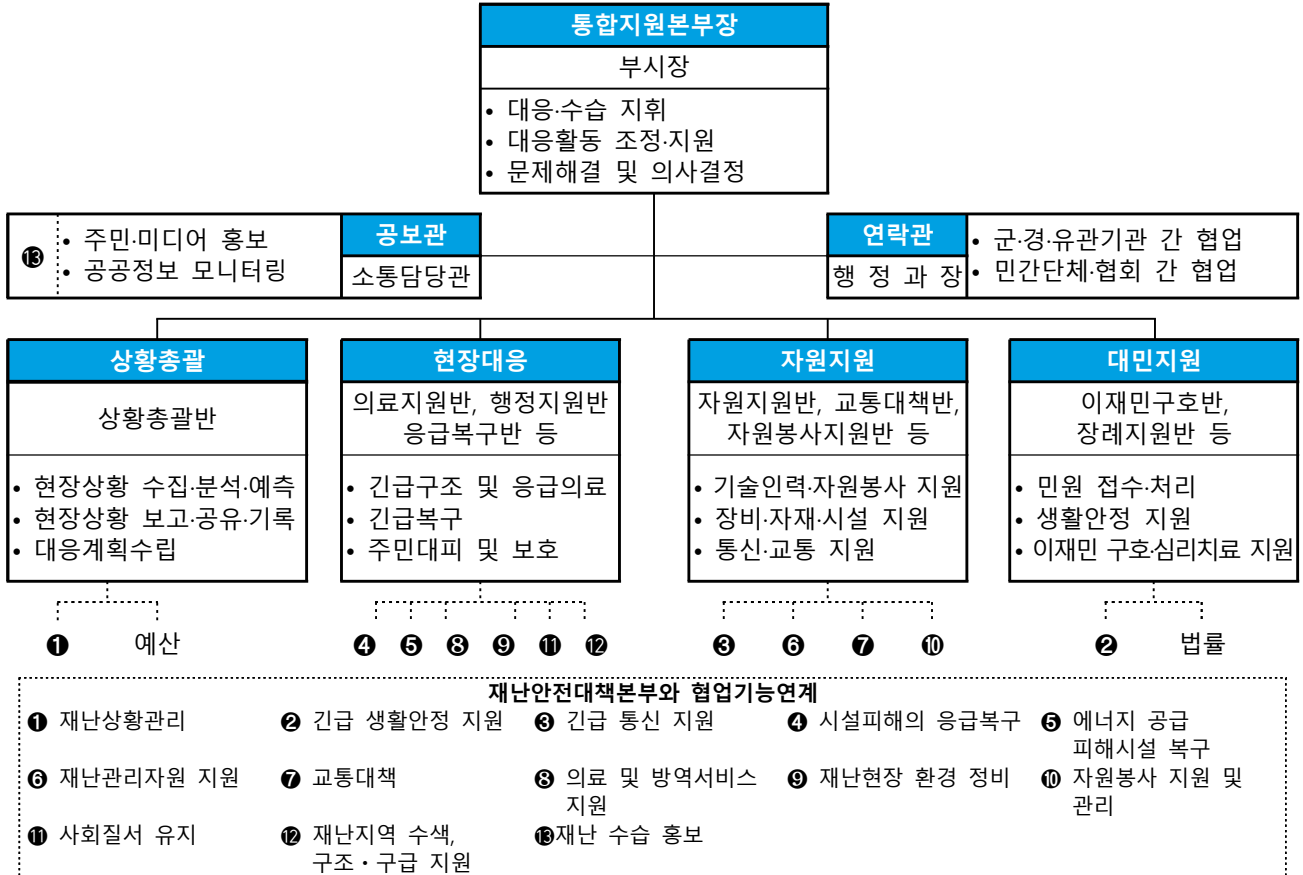 통합지원본부장
부시장
• 대응·수습 지휘
• 대응활동 조정·지원
• 문제해결 및 의사결정
⓭
• 주민·미디어 홍보
• 공공정보 모니터링
공보관
소통담당관
연락관
행 정 과 장
• 군·경·유관기관 간 협업
• 민간단체·협회 간 협업
상황총괄
상황총괄반
• 현장상황 수집·분석·예측
• 현장상황 보고·공유·기록
• 대응계획수립
현장대응
의료지원반, 행정지원반
응급복구반 등
• 긴급구조 및 응급의료
• 긴급복구
• 주민대피 및 보호
자원지원
자원지원반, 교통대책반,
자원봉사지원반 등
• 기술인력·자원봉사 지원
• 장비·자재·시설 지원
• 통신·교통 지원
대민지원
이재민구호반,
장례지원반 등
• 민원 접수·처리
• 생활안정 지원
• 이재민 구호·심리치료 지원
❶ 예산
❹ ❺ ❽ ❾ ⓫ ⓬
❸ ❻ ❼ ❿
❷ 법률
재난안전대책본부와 협업기능연계
❶ 재난상황관리
❷ 긴급 생활안정 지원
❸ 긴급 통신 지원
❹ 시설피해의 응급복구
❺ 에너지 공급
피해시설 복구
❻ 재난관리자원 지원
❼ 교통대책
❽ 의료 및 방역서비스
지원
❾ 재난현장 환경 정비
❿ 자원봉사 지원 및
관리
⓫ 사회질서 유지
⓬ 재난지역 수색,
구조・구급 지원
⓭재난 수습 홍보